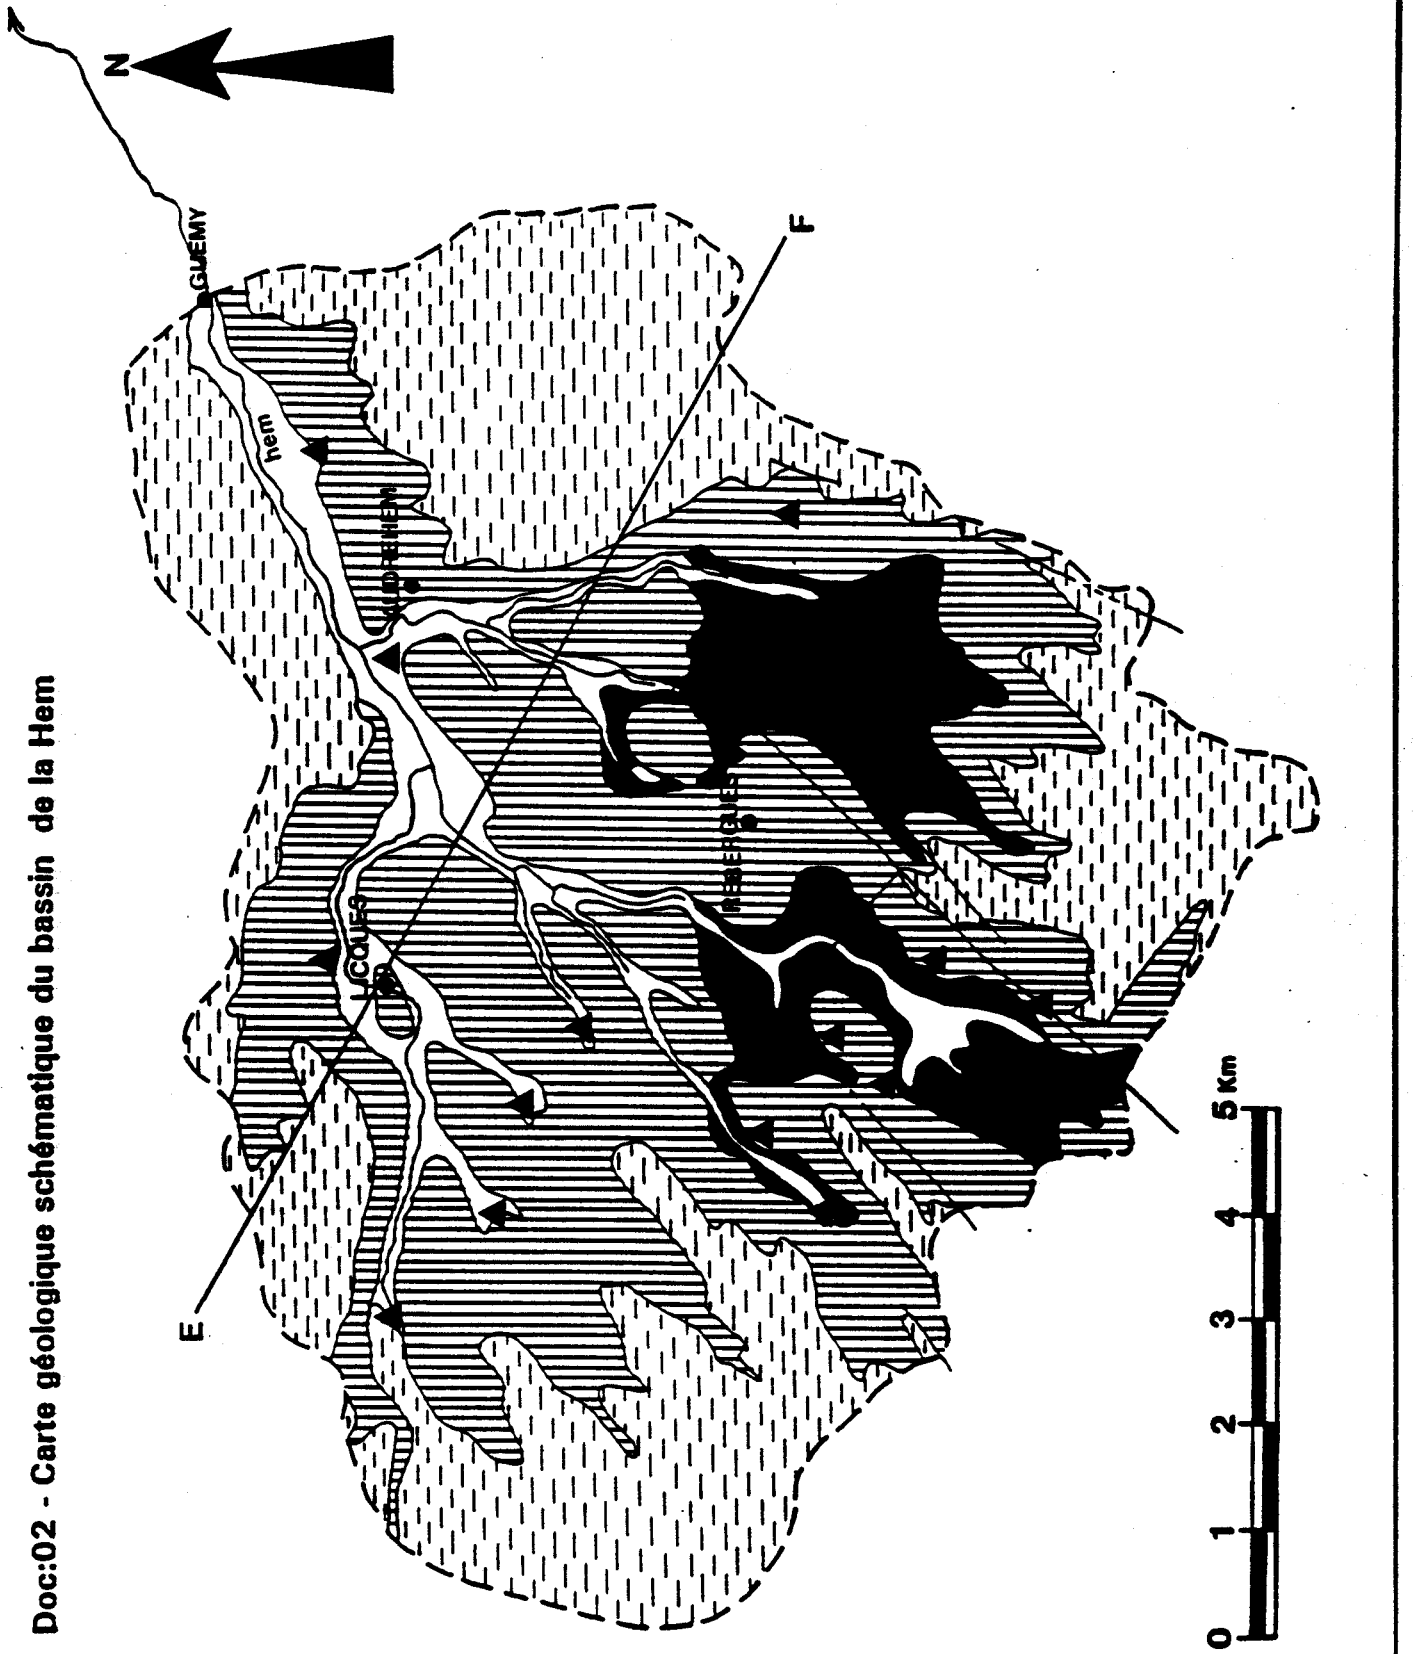 Doc:02 - Carte géologique schématique du bassin de la Hem
N
GUEMY
hem
AUDREHEM
LICQUES
REBERGUES
E
F
0 1 2 3 4 5 Km